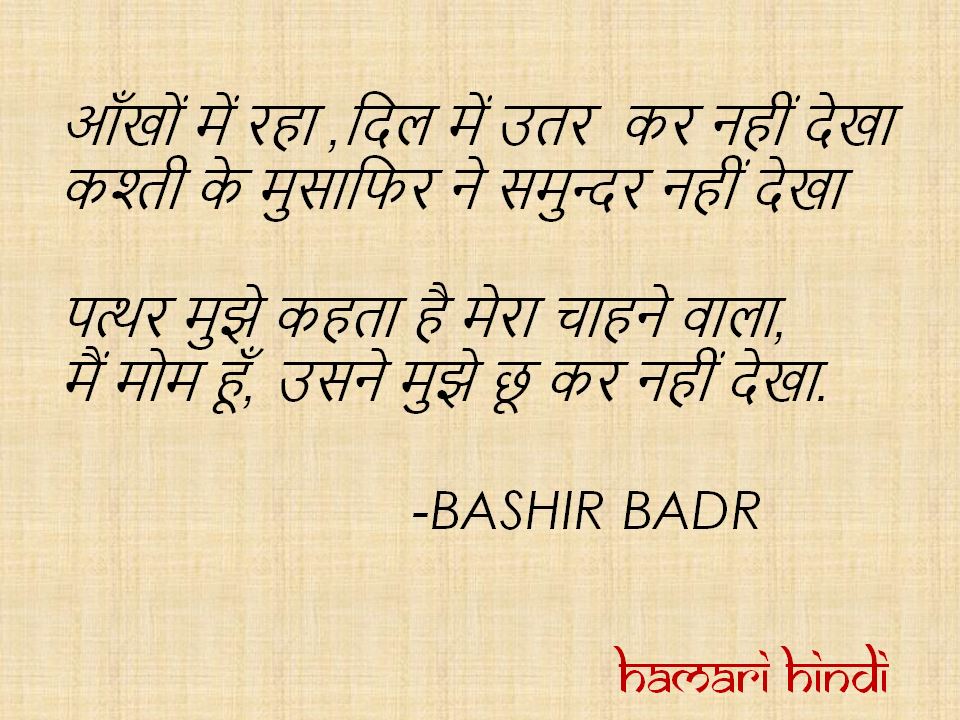 आँखों में रहा ,दिल में उतर कर नहीं देखा
कश्ती के मुसाफिर ने समुन्दर नहीं देखा
पत्थर मुझे कहता है मेरा चाहने वाला,
मैं मोम हूँ, उसने मुझे छू कर नहीं देखा.
-BASHIR BADR
HAMARI HINDI